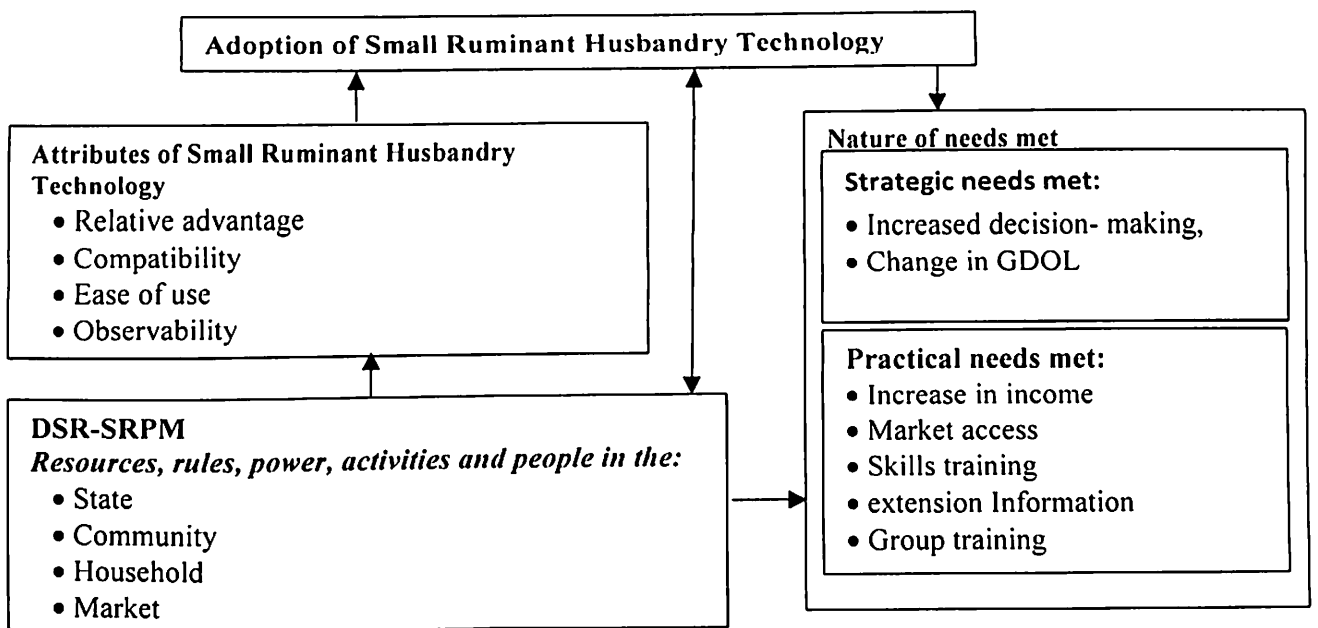 Adoption of Small Ruminant Husbandry Technology
Attributes of Small Ruminant Husbandry
Technology
• Relative advantage
• Compatibility
• Ease of use
• Observability
DSR-SRPM
Resources, rules, power, activities and people in the:
• State
• Community
• Household
• Market
Nature of needs met
Strategic needs met:
• Increased decision- making,
• Change in GDOL
Practical needs met:
• Increase in income
• Market access
• Skills training
• extension Information
• Group training